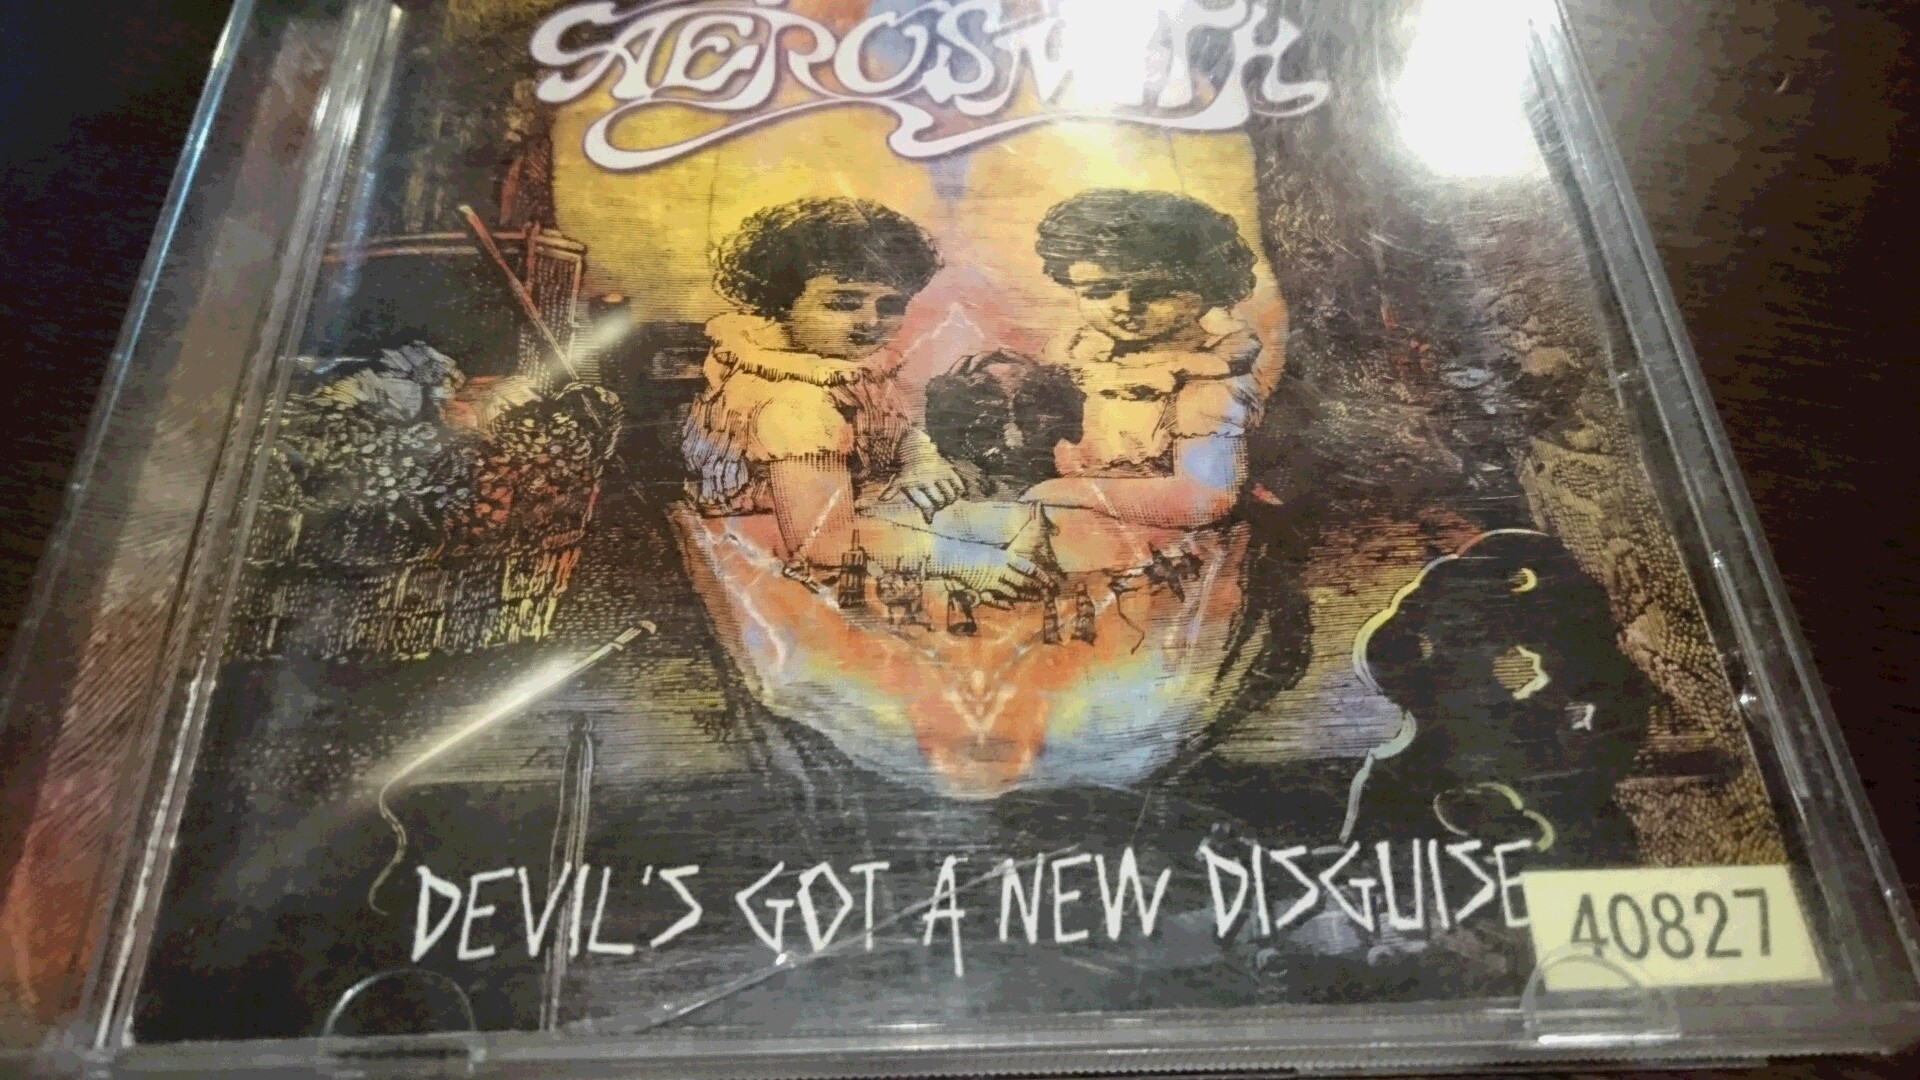 AEROSMITH
DEVIL'S GOT A NEW DISGUISE
40827